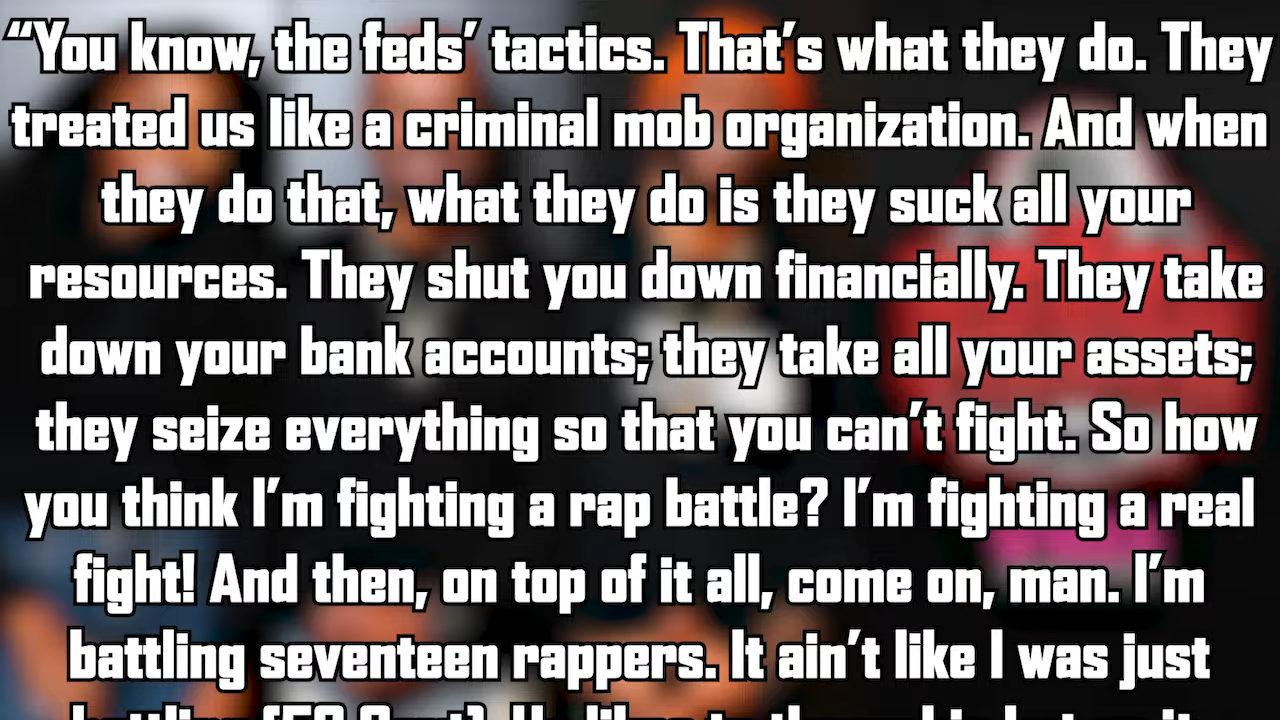 “You know, the feds’ tactics. That’s what they do. They
treated us like a criminal mob organization. And when
they do that, what they do is they suck all your
resources. They shut you down financially. They take
down your bank accounts; they take all your assets;
they seize everything so that you can’t fight. So how
you think I’m fighting a rap battle? I’m fighting a real
fight! And then, on top of it all, come on, man. I’m
battling seventeen rappers. It ain’t like I was just